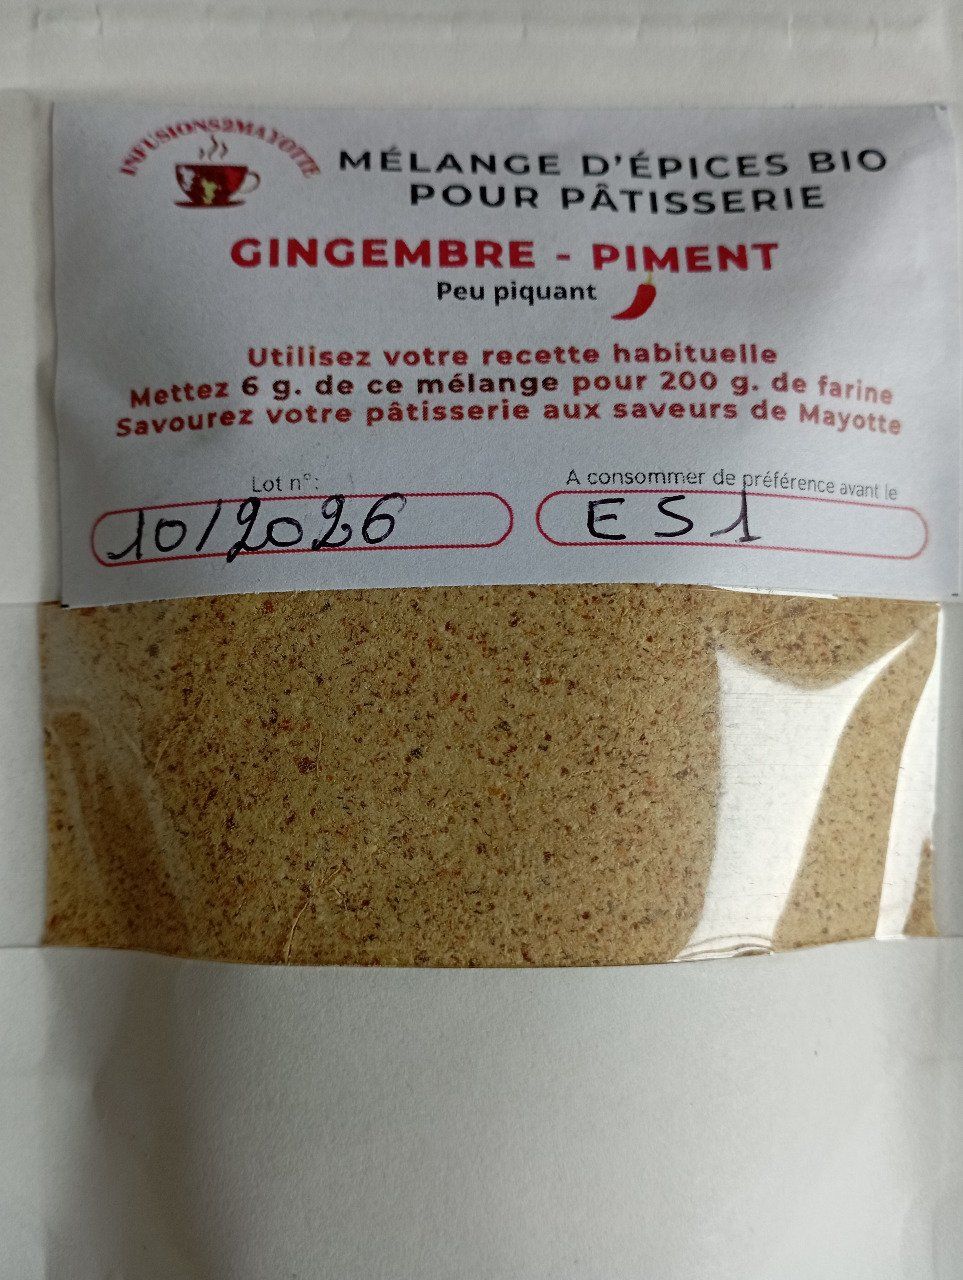 INFUSIONS2MAYOTTE
MÉLANGE D'ÉPICES BIO
POUR PÂTISSERIE
GINGEMBRE - PIMENT
Peu piquant
Utilisez votre recette habituelle
Mettez 6 g. de ce mélange pour 200 g. de farine
Savourez votre pâtisserie aux saveurs de Mayotte
Lot n°:
10/2026
A consommer de préférence avant le
ES1